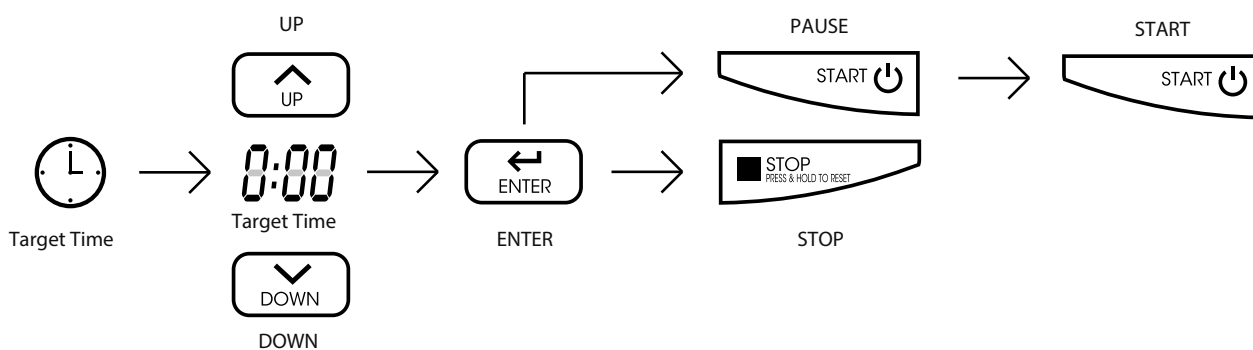 UP
PAUSE
START
UP
START
START
0:00
ENTER
STOP
PRESS & HOLD TO RESET
Target Time
Target Time
ENTER
STOP
DOWN
DOWN